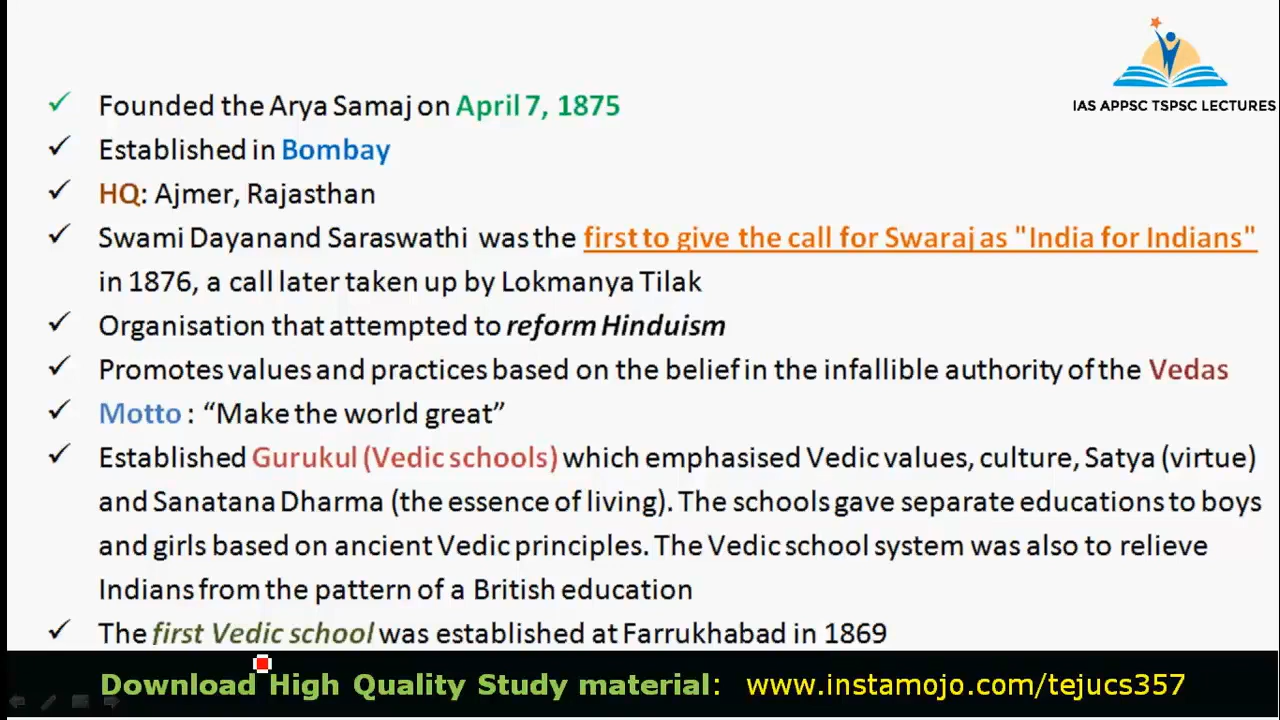 IAS APPSC TSPSC LECTURES
✓ Founded the Arya Samaj on April 7, 1875
✓ Established in Bombay
✓ HQ: Ajmer, Rajasthan
✓ Swami Dayanand Saraswathi was the first to give the call for Swaraj as "India for Indians"
in 1876, a call later taken up by Lokmanya Tilak
✓ Organisation that attempted to reform Hinduism
✓ Promotes values and practices based on the belief in the infallible authority of the Vedas
✓ Motto : “Make the world great”
✓ Established Gurukul (Vedic schools) which emphasised Vedic values, culture, Satya (virtue)
and Sanatana Dharma (the essence of living). The schools gave separate educations to boys
and girls based on ancient Vedic principles. The Vedic school system was also to relieve
Indians from the pattern of a British education
✓ The first Vedic school was established at Farrukhabad in 1869
Download High Quality Study material: www.instamojo.com/tejucs357